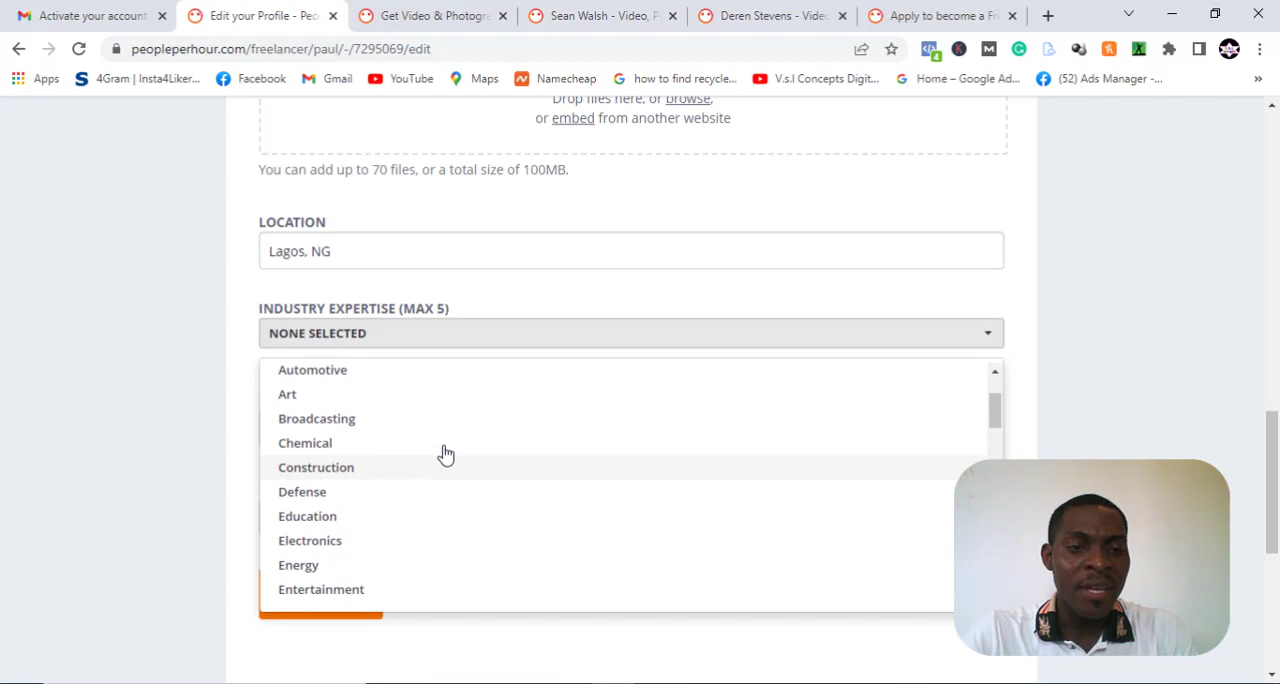 Activate your account
Edit your Profile - Peo
Get Video & Photogra
Sean Walsh - Video, P
Deren Stevens - Video
Apply to become a Fr
peopleperhour.com/freelancer/paul/-/7295069/edit
Apps
4Gram | Insta4Liker...
Facebook
Gmail
YouTube
Maps
Namecheap
how to find recycle...
V.s.l Concepts Digit...
Home – Google Ad...
(52) Ads Manager -...
»
Drop files here, or browse,
or embed from another website
You can add up to 70 files, or a total size of 100MB.
LOCATION
Lagos, NG
INDUSTRY EXPERTISE (MAX 5)
NONE SELECTED
Automotive
Art
Broadcasting
Chemical
Construction
Defense
Education
Electronics
Energy
Entertainment